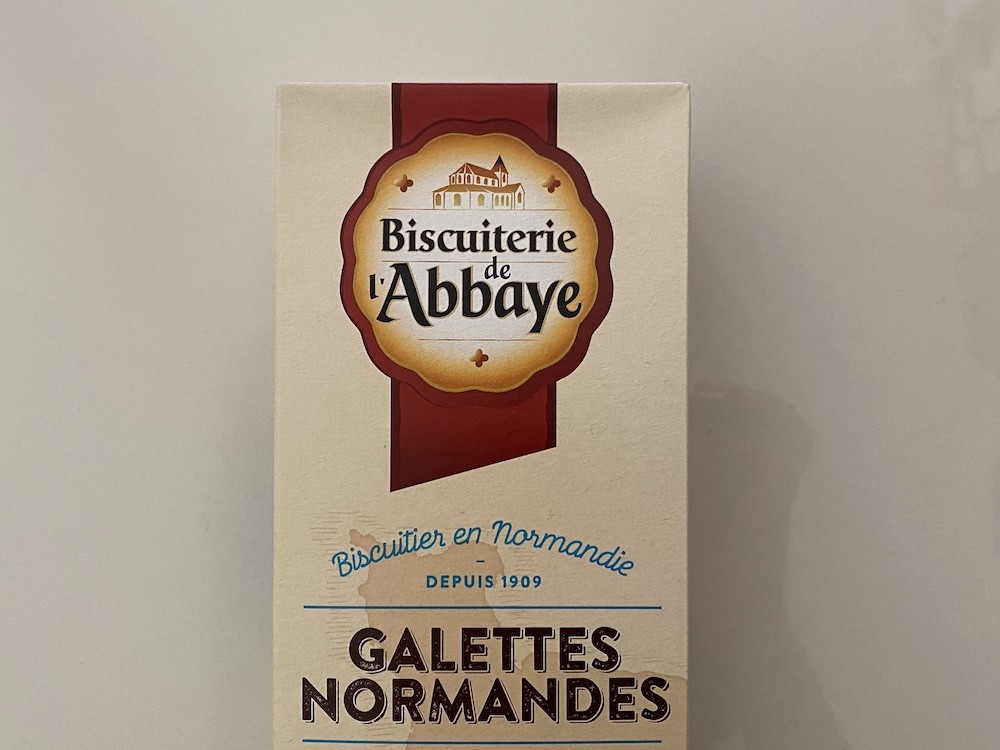 Biscuiterie
de
l'Abbaye
Biscuitier en Normandie
–
DEPUIS 1909
GALETTES
NORMANDES